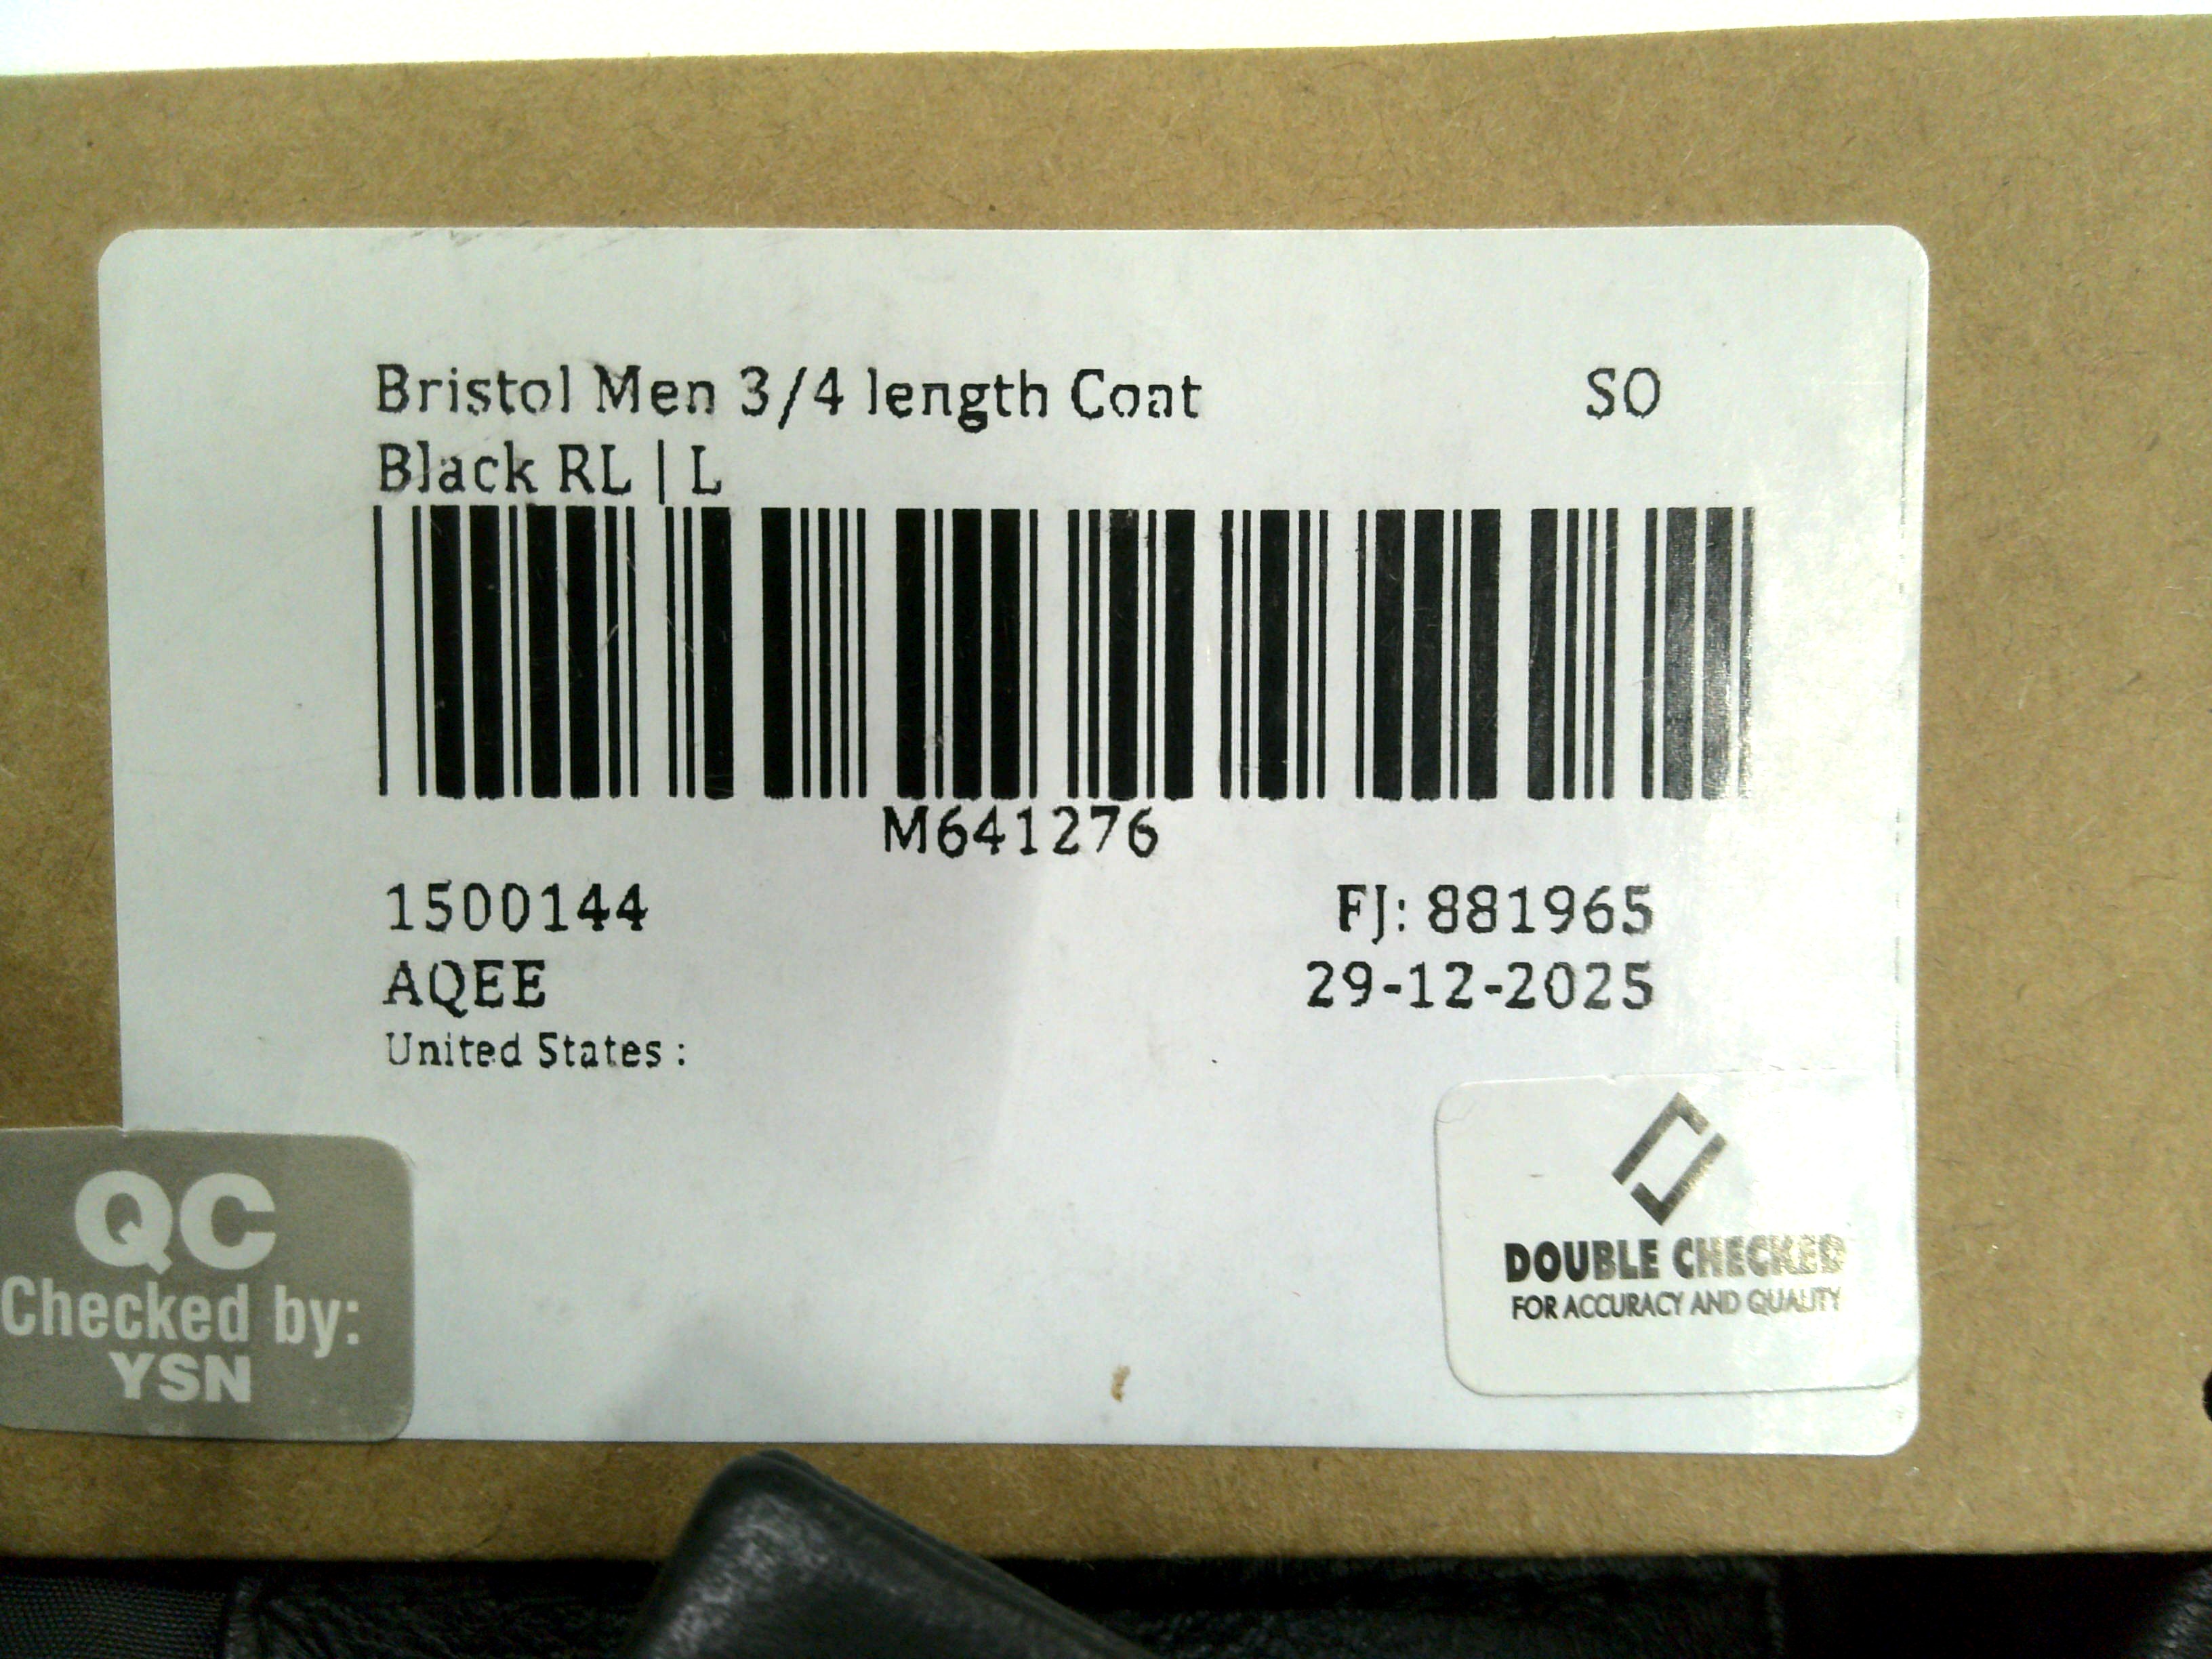 Bristol Men 3/4 length Coat SO
Black RL | L
M641276
1500144 FJ: 881965
AQEE 29-12-2025
United States :
QC
Checked by:
YSN
DOUBLE CHECKED
FOR ACCURACY AND QUALITY